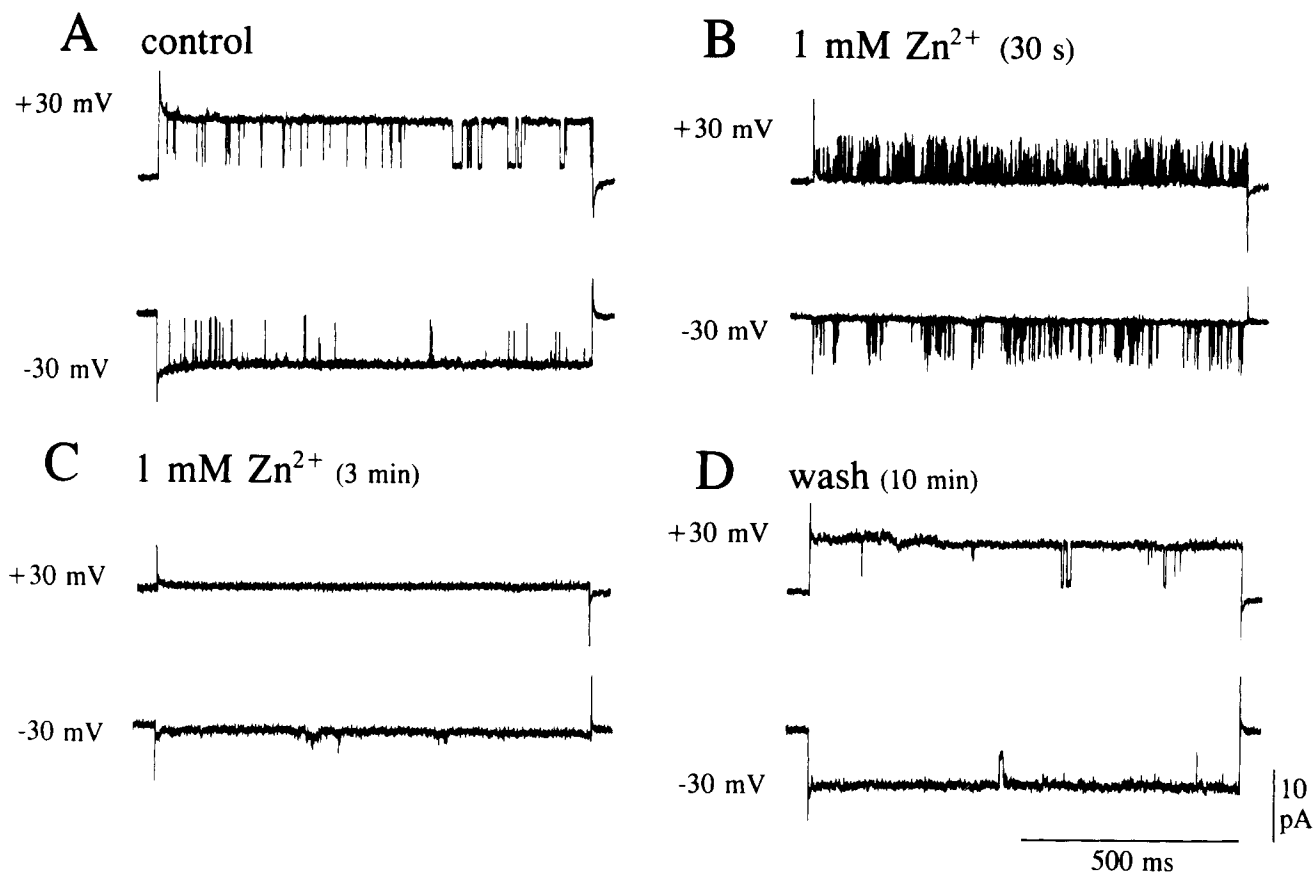 A control
+30 mV
-30 mV
B 1 mM Zn²⁺ (30 s)
+30 mV
-30 mV
C 1 mM Zn²⁺ (3 min)
+30 mV
-30 mV
D wash (10 min)
+30 mV
-30 mV
10
pA
500 ms